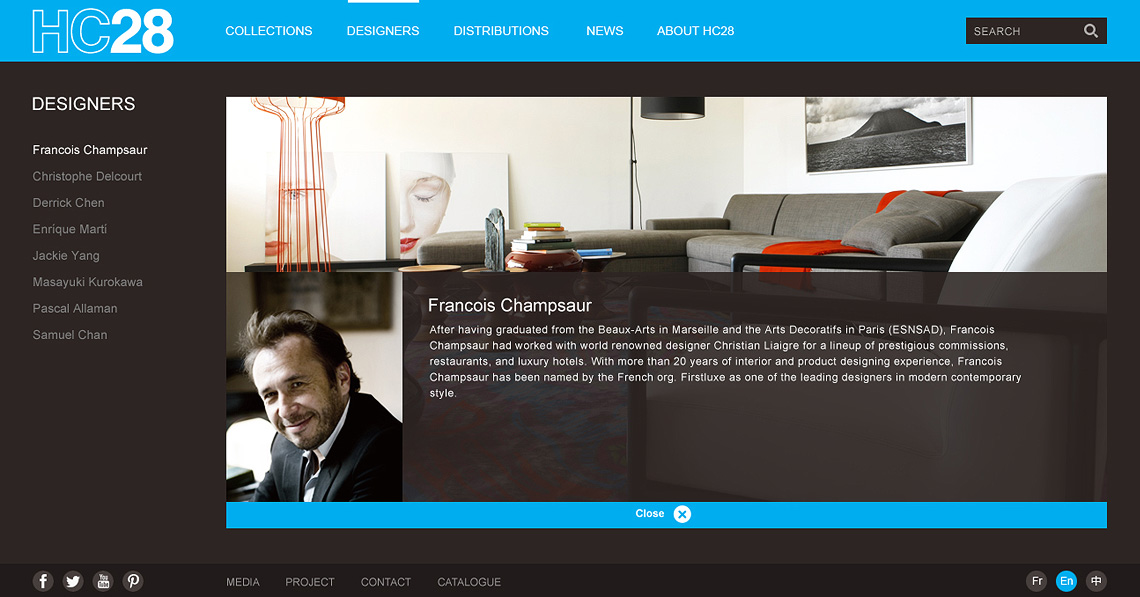 HC28
COLLECTIONS
DESIGNERS
DISTRIBUTIONS
NEWS
ABOUT HC28
SEARCH
DESIGNERS
Francois Champsaur
Christophe Delcourt
Derrick Chen
Enrique Marti
Jackie Yang
Masayuki Kurokawa
Pascal Allaman
Samuel Chan
Francois Champsaur
After having graduated from the Beaux-Arts in Marseille and the Arts Decoratifs in Paris (ESNSAD), Francois
Champsaur had worked with world renowned designer Christian Liaigre for a lineup of prestigious commissions,
restaurants, and luxury hotels. With more than 20 years of interior and product designing experience, Francois
Champsaur has been named by the French org. Firstluxe as one of the leading designers in modern contemporary
style.
Close
You Tube
MEDIA
PROJECT
CONTACT
CATALOGUE
Fr
En
中